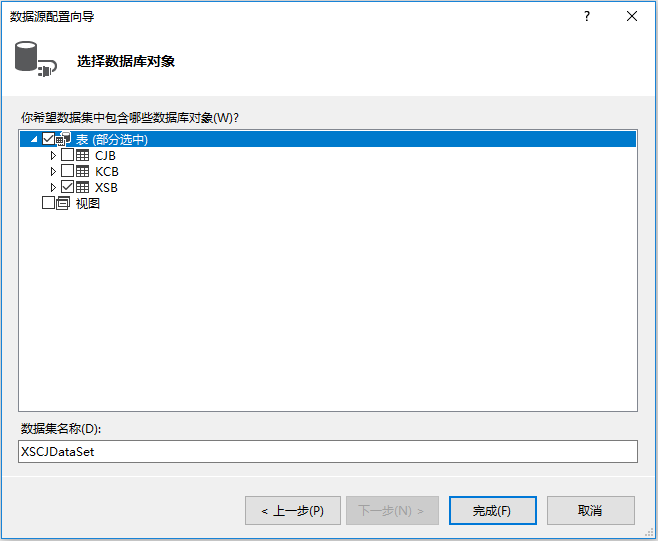 数据源配置向导
?
选择数据库对象
你希望数据集中包含哪些数据库对象(W)?
表 (部分选中)
CJB
KCB
XSB
视图
数据集名称(D):
XSCJDataSet
< 上一步(P) 下一步(N) > 完成(F) 取消